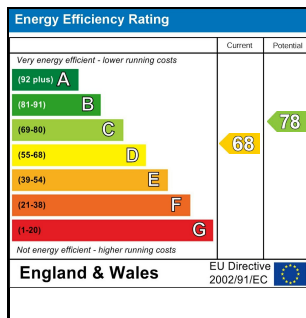 Energy Efficiency Rating
Current Potential
Very energy efficient - lower running costs
(92 plus) A
(81-91) B
(69-80) C
(55-68) D
(39-54) E
(21-38) F
(1-20) G
68
78
Not energy efficient - higher running costs
England & Wales
EU Directive
2002/91/EC